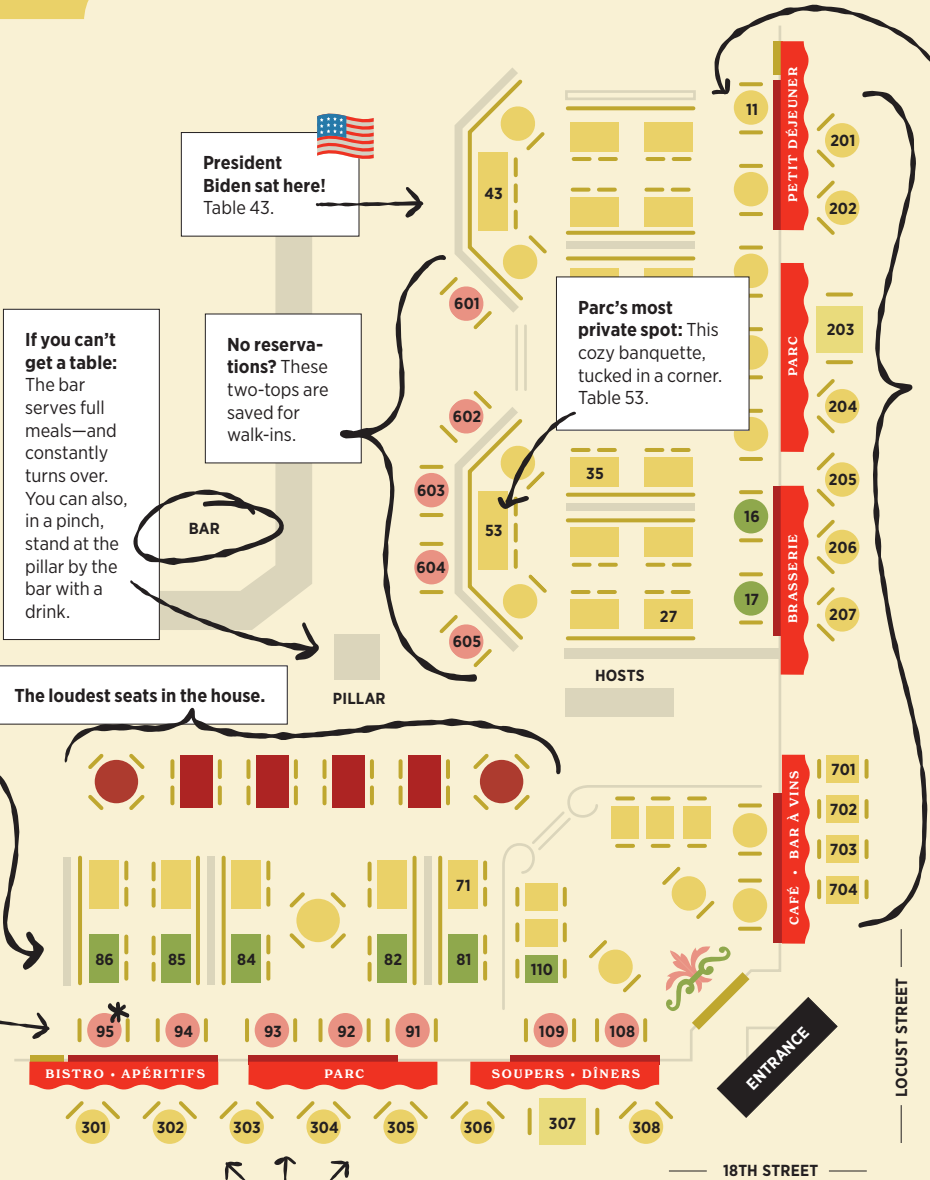 President
Biden sat here!
Table 43.
If you can't
get a table:
The bar
serves full
meals—and
constantly
turns over.
You can also,
in a pinch,
stand at the
pillar by the
bar with a
drink.
No reserva-
tions? These
two-tops are
saved for
walk-ins.
Parc's most
private spot: This
cozy banquette,
tucked in a corner.
Table 53.
BAR
PILLAR
HOSTS
The loudest seats in the house.
43
601
602
603
604
605
53
35
27
11
16
17
PETIT DÉJEUNER
PARC
BRASSERIE
CAFÉ • BAR À VINS
201
202
203
204
205
206
207
701
702
703
704
71
86
85
84
82
81
110
95
94
93
92
91
109
108
BISTRO • APÉRITIFS
PARC
SOUPERS • DÎNERS
301
302
303
304
305
306
307
308
ENTRANCE
LOCUST STREET
18TH STREET